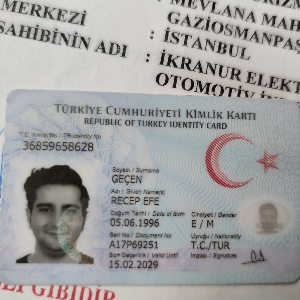 MERKEZİ
: MEVLANA MAH
GAZİOSMANPAŞ
SAHİBİNİN ADI
: İSTANBUL
: İKRANUR ELEKT
OTOMOTİV
TÜRKİYE CUMHURİYETİ KİMLİK KARTI
REPUBLIC OF TURKEY IDENTITY CARD
T.C. Kimlik No / TR Identity No
36859658628
Soyadı / Surname
GEÇEN
Adı / Given Name(s)
RECEP EFE
Doğum Tarihi / Date of Birth
Cinsiyeti / Gender
05.06.1996
E / M
Seri No / Document No
Uyruğu / Nationality
A17P69251
T.C./TUR
Son Geçerlilik / Valid Until
İmzası / Signature
15.02.2029
GİBİDİR